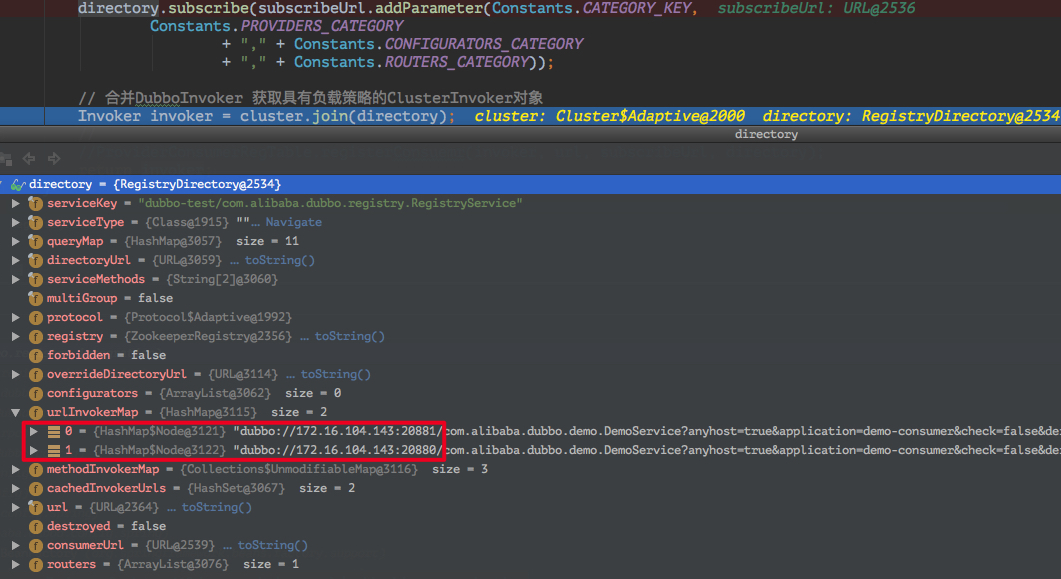 directory.subscribe(subscribeUrl.addParameter(Constants.CATEGORY_KEY,  subscribeUrl: URL@2536
Constants.PROVIDERS_CATEGORY
+ "," + Constants.CONFIGURATORS_CATEGORY
+ "," + Constants.ROUTERS_CATEGORY));
// 合并DubboInvoker 获取具有负载策略的ClusterInvoker对象
Invoker invoker = cluster.join(directory);  cluster: Cluster$Adaptive@2000  directory: RegistryDirectory@2534
directory
directory = {RegistryDirectory@2534}
serviceKey = "dubbo-test/com.alibaba.dubbo.registry.RegistryService"
serviceType = {Class@1915} ""... Navigate
queryMap = {HashMap@3057}  size = 11
directoryUrl = {URL@3059} ... toString()
serviceMethods = {String[2]@3060}
multiGroup = false
protocol = {Protocol$Adaptive@1992}
registry = {ZookeeperRegistry@2356} ... toString()
forbidden = false
overrideDirectoryUrl = {URL@3114} ... toString()
configurators = {ArrayList@3062}  size = 0
urlInvokerMap = {HashMap@3115}  size = 2
0 = {HashMap$Node@3121} "dubbo://172.16.104.143:20881/com.alibaba.dubbo.demo.DemoService?anyhost=true&application=demo-consumer&check=false&de
1 = {HashMap$Node@3122} "dubbo://172.16.104.143:20880/com.alibaba.dubbo.demo.DemoService?anyhost=true&application=demo-consumer&check=false&de
methodInvokerMap = {Collections$UnmodifiableMap@3116}  size = 3
cachedInvokerUrls = {HashSet@3067}  size = 2
url = {URL@2364} ... toString()
destroyed = false
consumerUrl = {URL@2539} ... toString()
routers = {ArrayList@3076}  size = 1